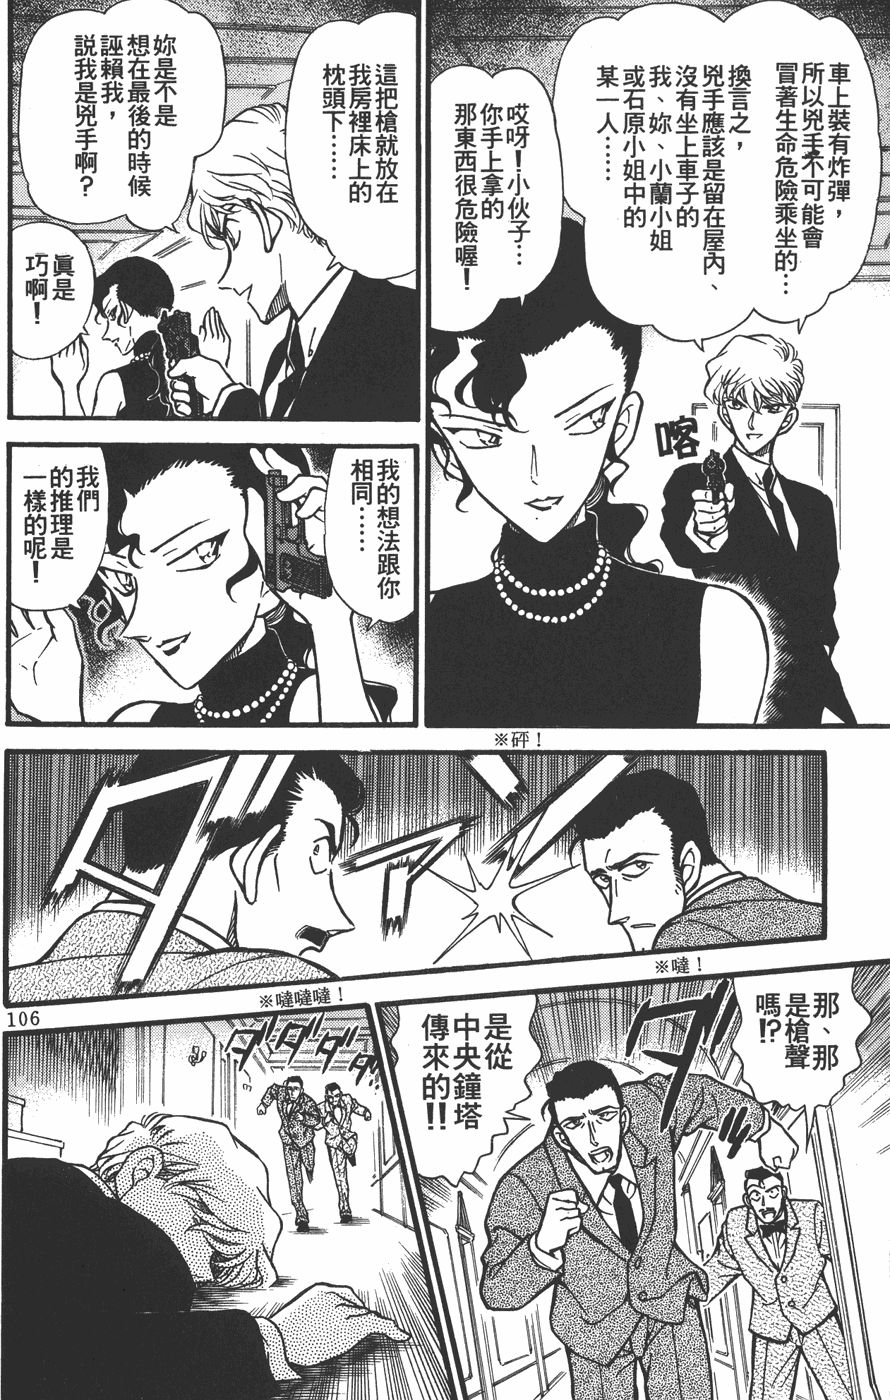 車上裝有炸彈，
所以兇手不可能會
冒著生命危險乘坐的…
換言之，
兇手應該是留在屋內、
沒有坐上車子的
我、妳、小蘭小姐
或石原小姐中的
某一人……
哎呀！小伙子…
你手上拿的
那東西很危險喔！
喀
這把槍就放在
我房裡床上的
枕頭下……
妳是不是
想在最後的時候
誣賴我，
說我是兇手啊？
眞是
巧啊！
我的想法跟你
相同……
我們
的推理是
一樣的呢！
※砰！
※噠！
那、那
是槍聲
嗎!?
是從
中央鐘塔
傳來的!!
ダッ
※噠噠噠！
ダダダ
106